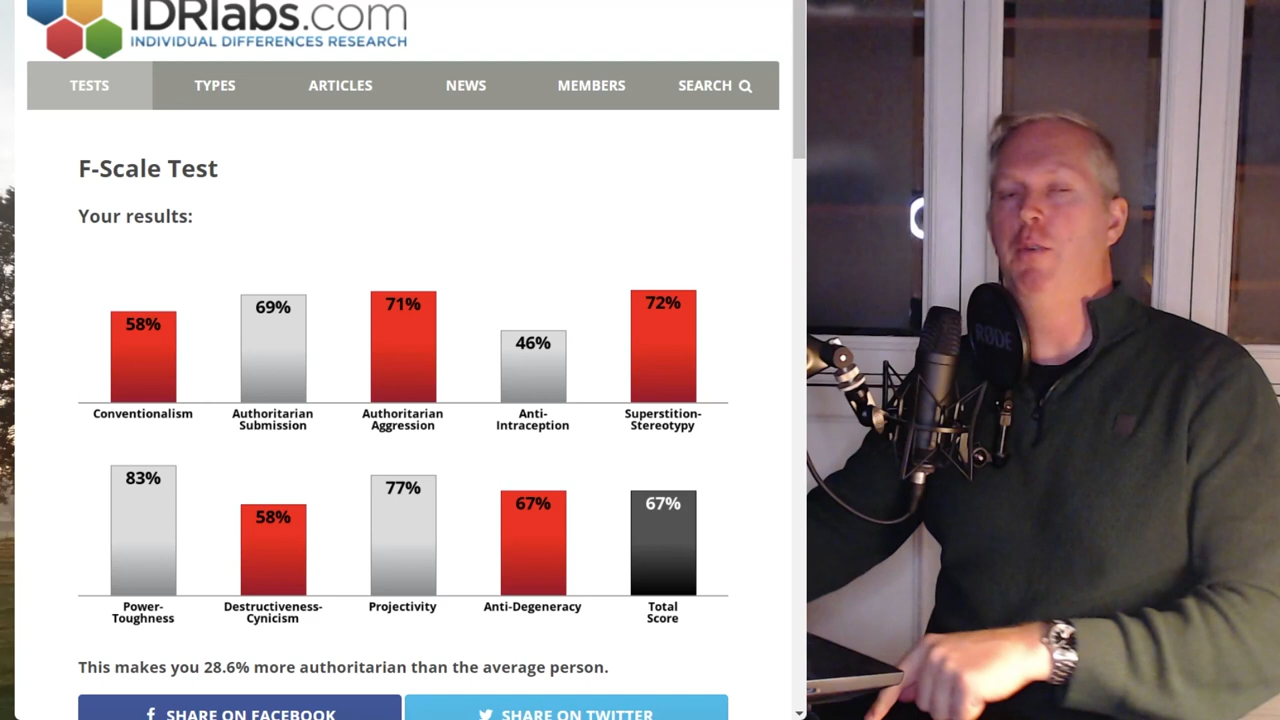 IDRlabs.com
INDIVIDUAL DIFFERENCES RESEARCH
TESTS TYPES ARTICLES NEWS MEMBERS SEARCH
F-Scale Test
Your results:
58% 69% 71% 46% 72%
Conventionalism Authoritarian Submission Authoritarian Aggression Anti-Intraception Superstition-Stereotypy
83% 58% 77% 67% 67%
Power-Toughness Destructiveness-Cynicism Projectivity Anti-Degeneracy Total Score
This makes you 28.6% more authoritarian than the average person.
f SHARE ON FACEBOOK SHARE ON TWITTER
RØDE